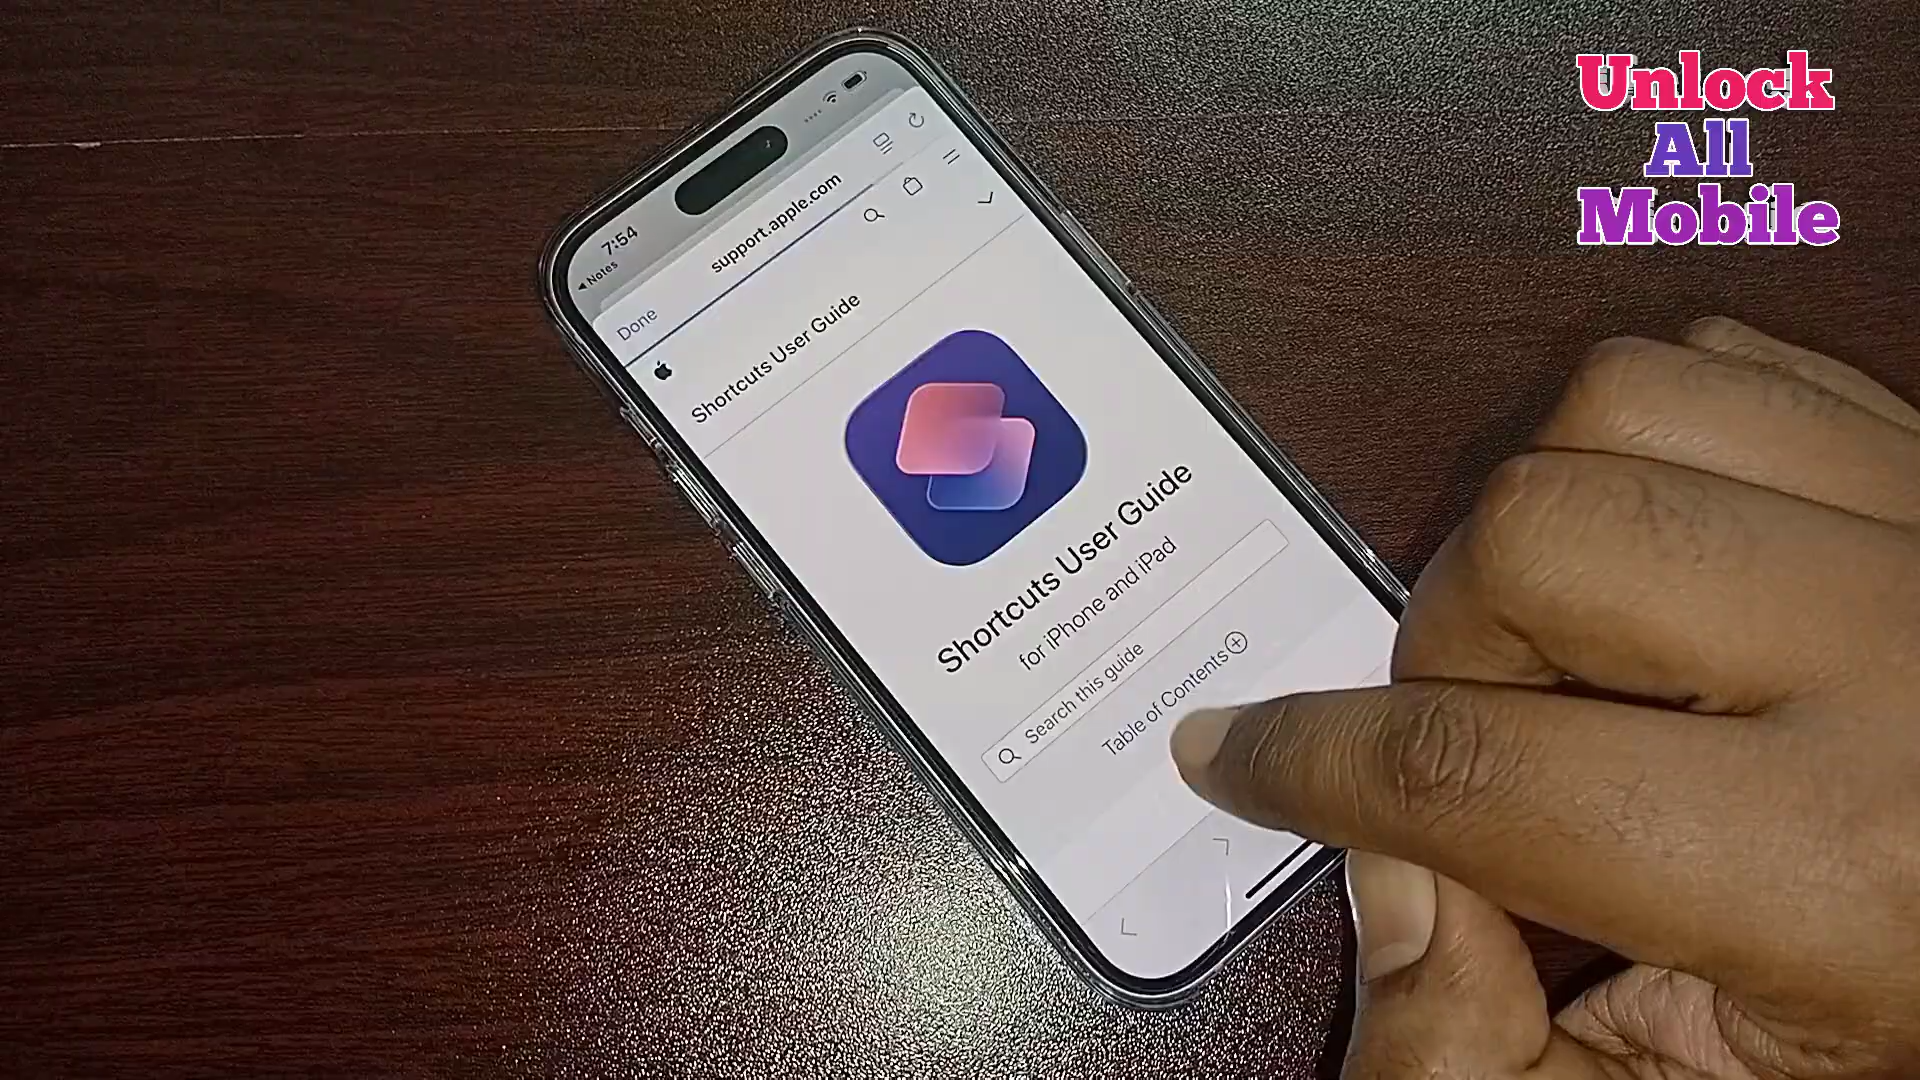 Unlock
All
Mobile
7:54
◀ Notes
Done
support.apple.com
Shortcuts User Guide
Shortcuts User Guide
for iPhone and iPad
Search this guide
Table of Contents